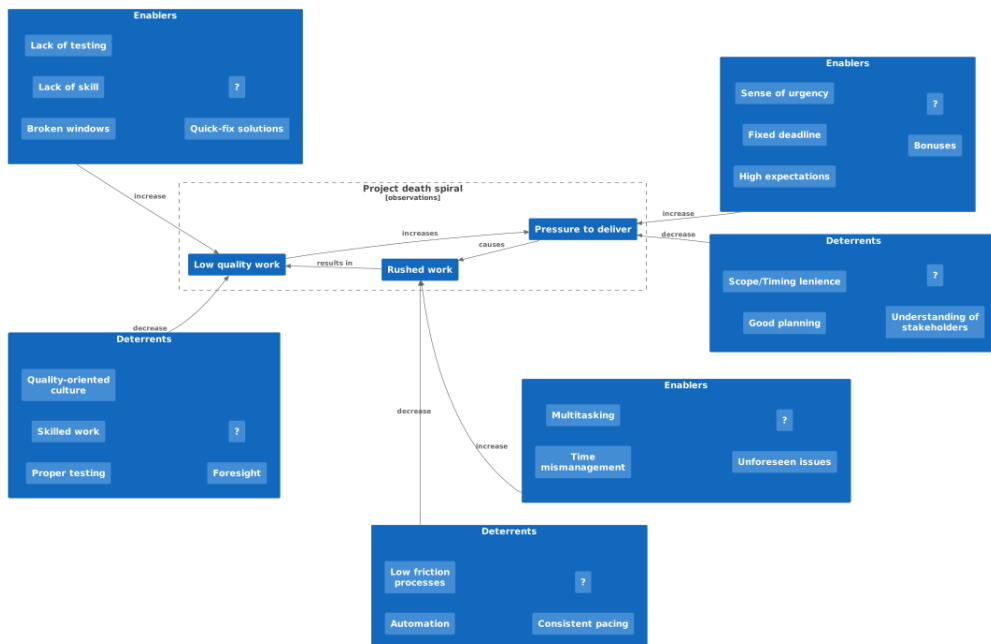 Enablers
Lack of testing
Lack of skill
?
Broken windows
Quick-fix solutions
Enablers
Sense of urgency
?
Fixed deadline
Bonuses
High expectations
increase
Project death spiral
[observations]
increase
Pressure to deliver
increases
decrease
causes
Low quality work
results in
Rushed work
Deterrents
Scope/Timing lenience
?
Good planning
Understanding of
stakeholders
decrease
Deterrents
Quality-oriented
culture
Skilled work
?
Proper testing
Foresight
Enablers
Multitasking
?
Time
mismanagement
Unforeseen issues
decrease
increase
Deterrents
Low friction
processes
?
Automation
Consistent pacing